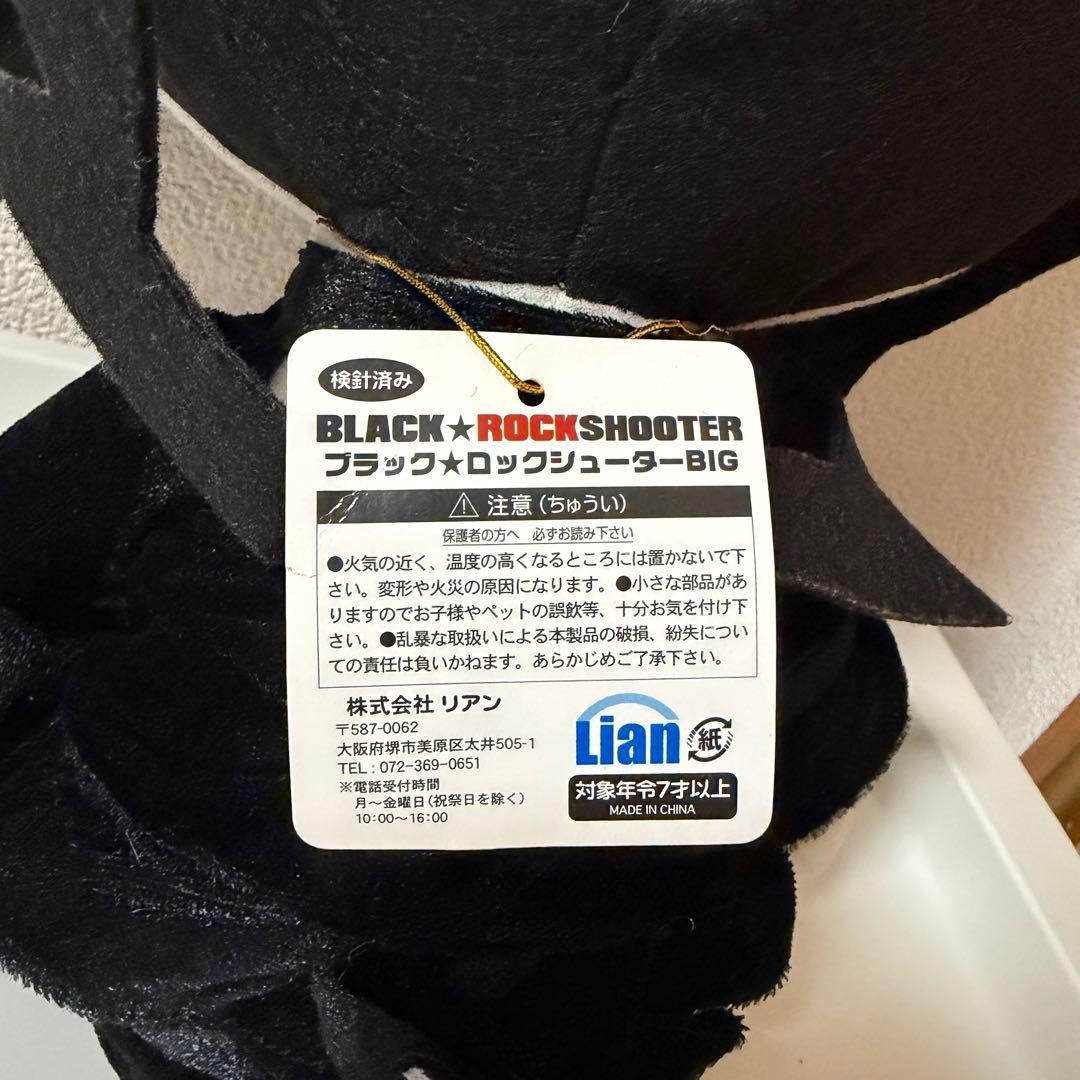 検針済み
BLACK★ROCKSHOOTER
ブラック★ロックシューターBIG
⚠ 注意(ちゅうい)
保護者の方へ 必ずお読み下さい
●火気の近く、温度の高くなるところには置かないで下
さい。変形や火災の原因になります。●小さな部品があ
りますのでお子様やペットの誤飲等、十分お気を付け下
さい。●乱暴な取扱いによる本製品の破損、紛失につい
ての責任は負いかねます。あらかじめご了承下さい。
株式会社 リアン
〒587-0062
大阪府堺市美原区太井505-1
TEL:072-369-0651
※電話受付時間
月〜金曜日(祝祭日を除く)
10:00〜16:00
Lian
紙
対象年令7才以上
MADE IN CHINA